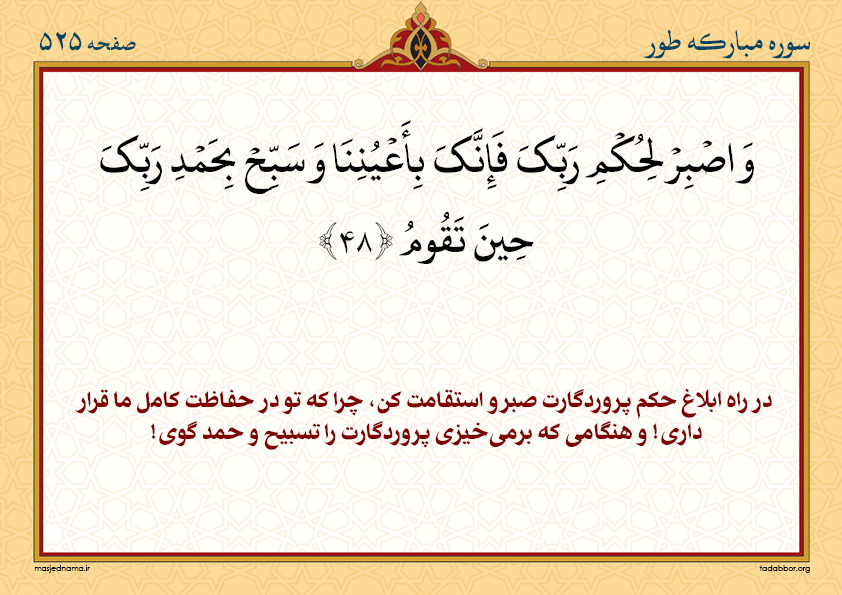 سوره مبارکه طور
صفحه ۵۲۵
وَ اصْبِرْ لِحُکْمِ رَبِّکَ فَإِنَّکَ بِأَعْیُنِنَا وَ سَبِّحْ بِحَمْدِ رَبِّکَ
حِینَ تَقُومُ ﴿۴۸﴾
در راه ابلاغ حکم پروردگارت صبر و استقامت کن، چرا که تو در حفاظت کامل ما قرار
داری! و هنگامی که برمی‌خیزی پروردگارت را تسبیح و حمد گوی!
masjednama.ir
tadabbor.org